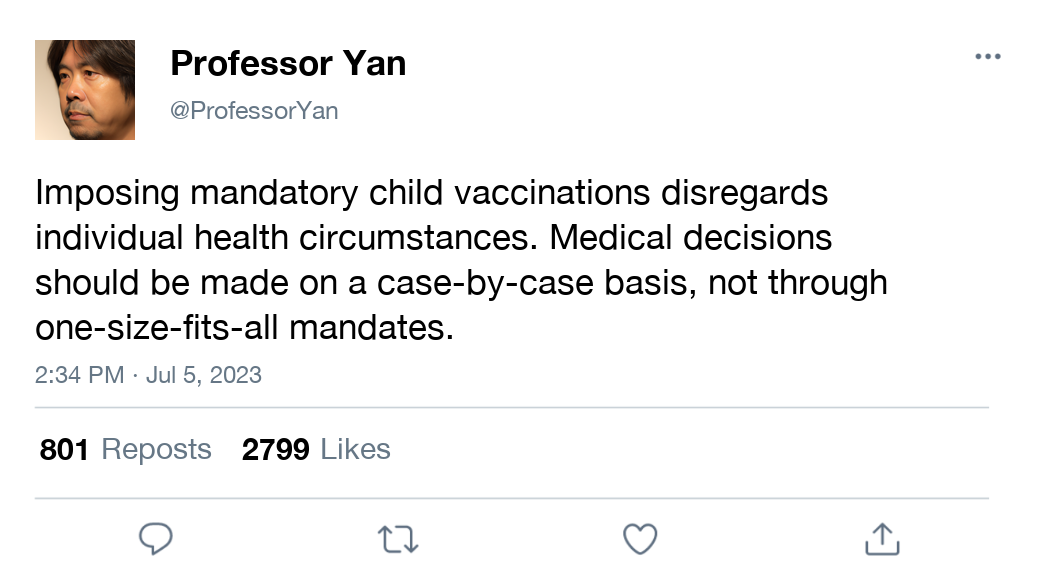 Professor Yan
@ProfessorYan
Imposing mandatory child vaccinations disregards
individual health circumstances. Medical decisions
should be made on a case-by-case basis, not through
one-size-fits-all mandates.
2:34 PM · Jul 5, 2023
801 Reposts 2799 Likes